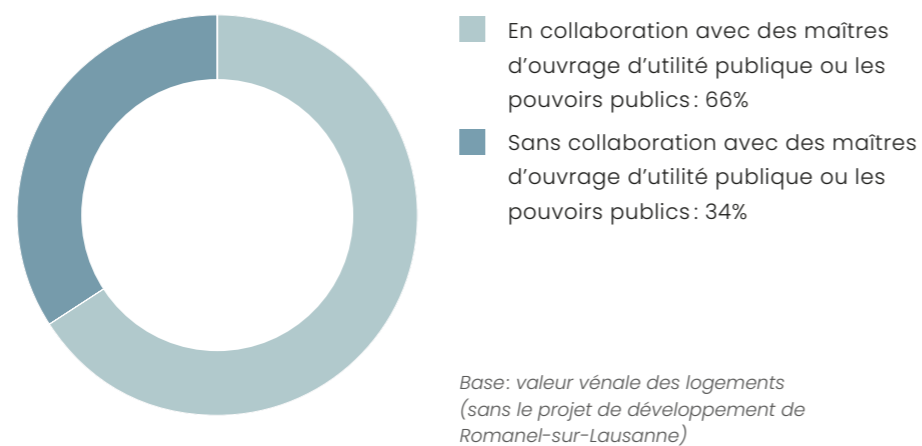 En collaboration avec des maîtres
d’ouvrage d’utilité publique ou les
pouvoirs publics : 66%
Sans collaboration avec des maîtres
d’ouvrage d’utilité publique ou les
pouvoirs publics : 34%
Base : valeur vénale des logements
(sans le projet de développement de
Romanel-sur-Lausanne)